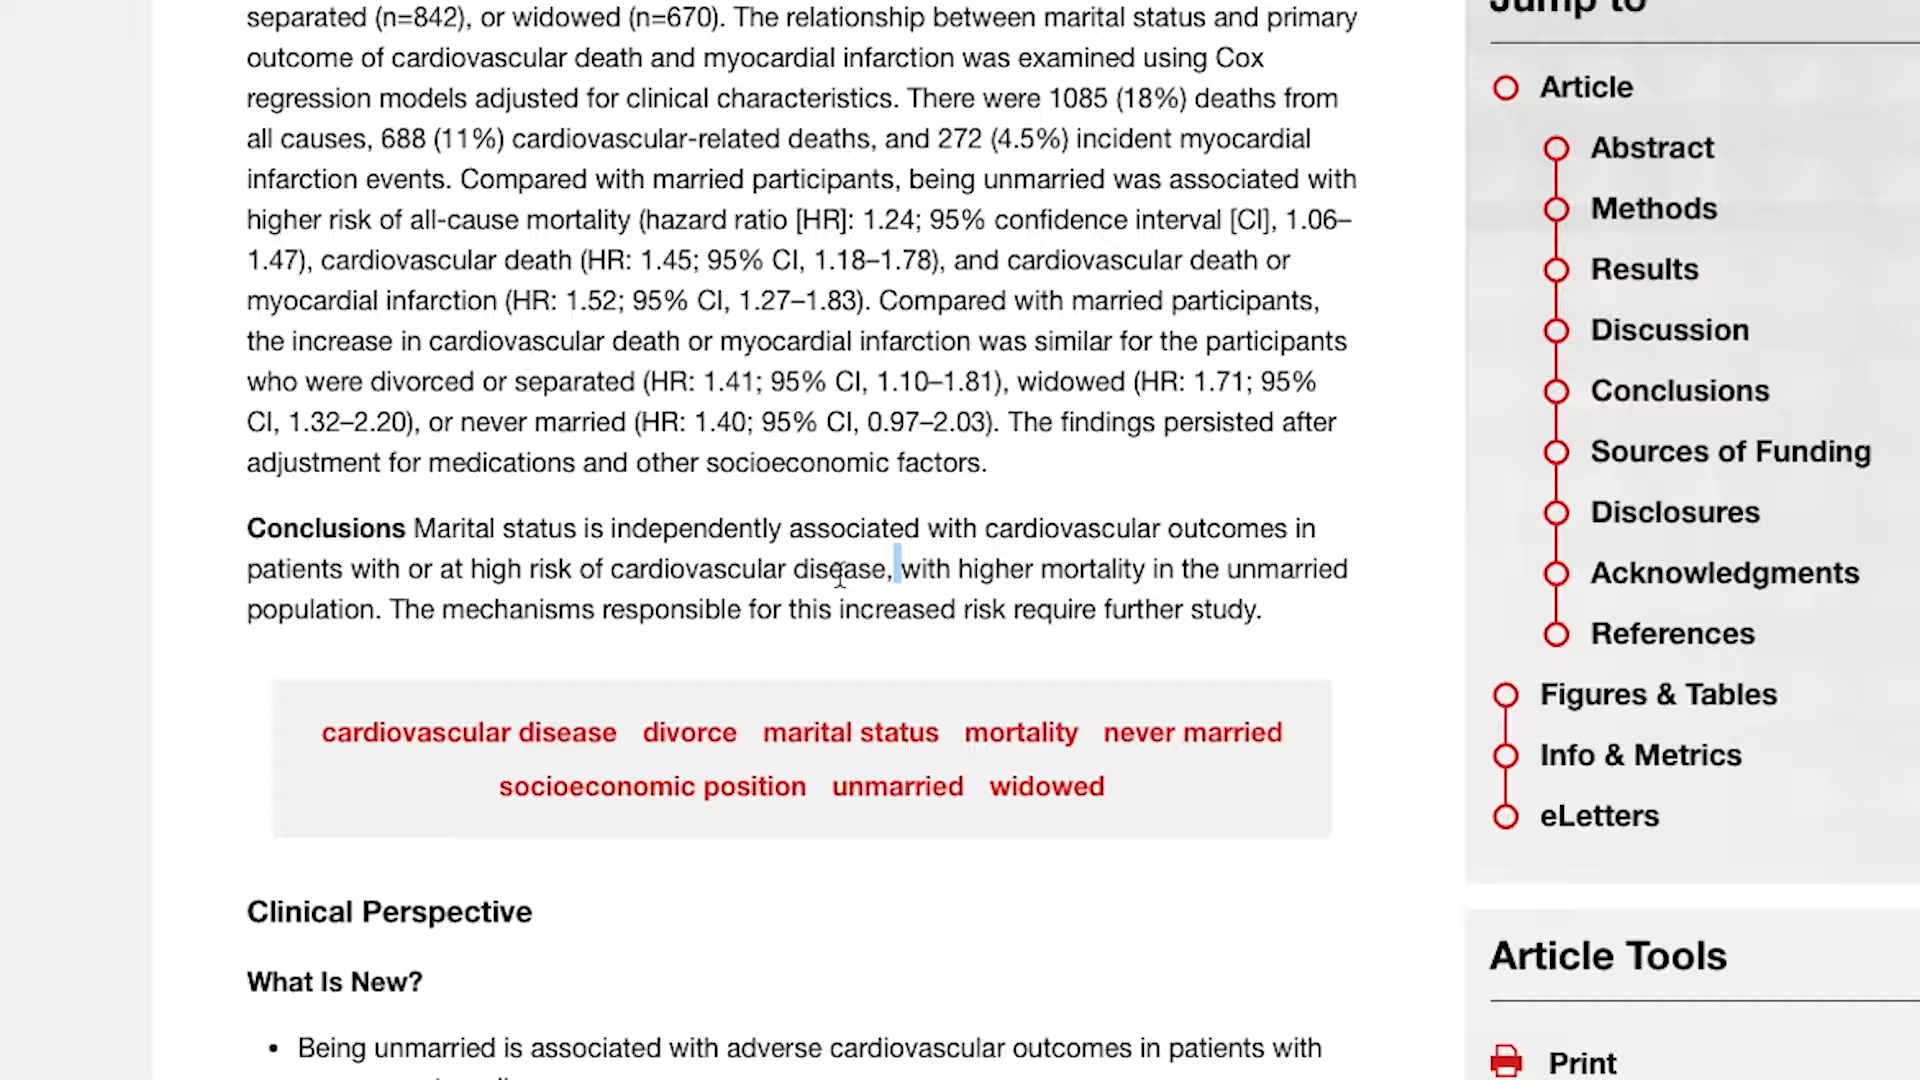 separated (n=842), or widowed (n=670). The relationship between marital status and primary
outcome of cardiovascular death and myocardial infarction was examined using Cox
regression models adjusted for clinical characteristics. There were 1085 (18%) deaths from
all causes, 688 (11%) cardiovascular-related deaths, and 272 (4.5%) incident myocardial
infarction events. Compared with married participants, being unmarried was associated with
higher risk of all-cause mortality (hazard ratio [HR]: 1.24; 95% confidence interval [CI], 1.06–
1.47), cardiovascular death (HR: 1.45; 95% CI, 1.18–1.78), and cardiovascular death or
myocardial infarction (HR: 1.52; 95% CI, 1.27–1.83). Compared with married participants,
the increase in cardiovascular death or myocardial infarction was similar for the participants
who were divorced or separated (HR: 1.41; 95% CI, 1.10–1.81), widowed (HR: 1.71; 95%
CI, 1.32–2.20), or never married (HR: 1.40; 95% CI, 0.97–2.03). The findings persisted after
adjustment for medications and other socioeconomic factors.
Conclusions Marital status is independently associated with cardiovascular outcomes in
patients with or at high risk of cardiovascular disease, with higher mortality in the unmarried
population. The mechanisms responsible for this increased risk require further study.
cardiovascular disease divorce marital status mortality never married
socioeconomic position unmarried widowed
Clinical Perspective
What Is New?
• Being unmarried is associated with adverse cardiovascular outcomes in patients with
Jump to
Article
Abstract
Methods
Results
Discussion
Conclusions
Sources of Funding
Disclosures
Acknowledgments
References
Figures & Tables
Info & Metrics
eLetters
Article Tools
Print